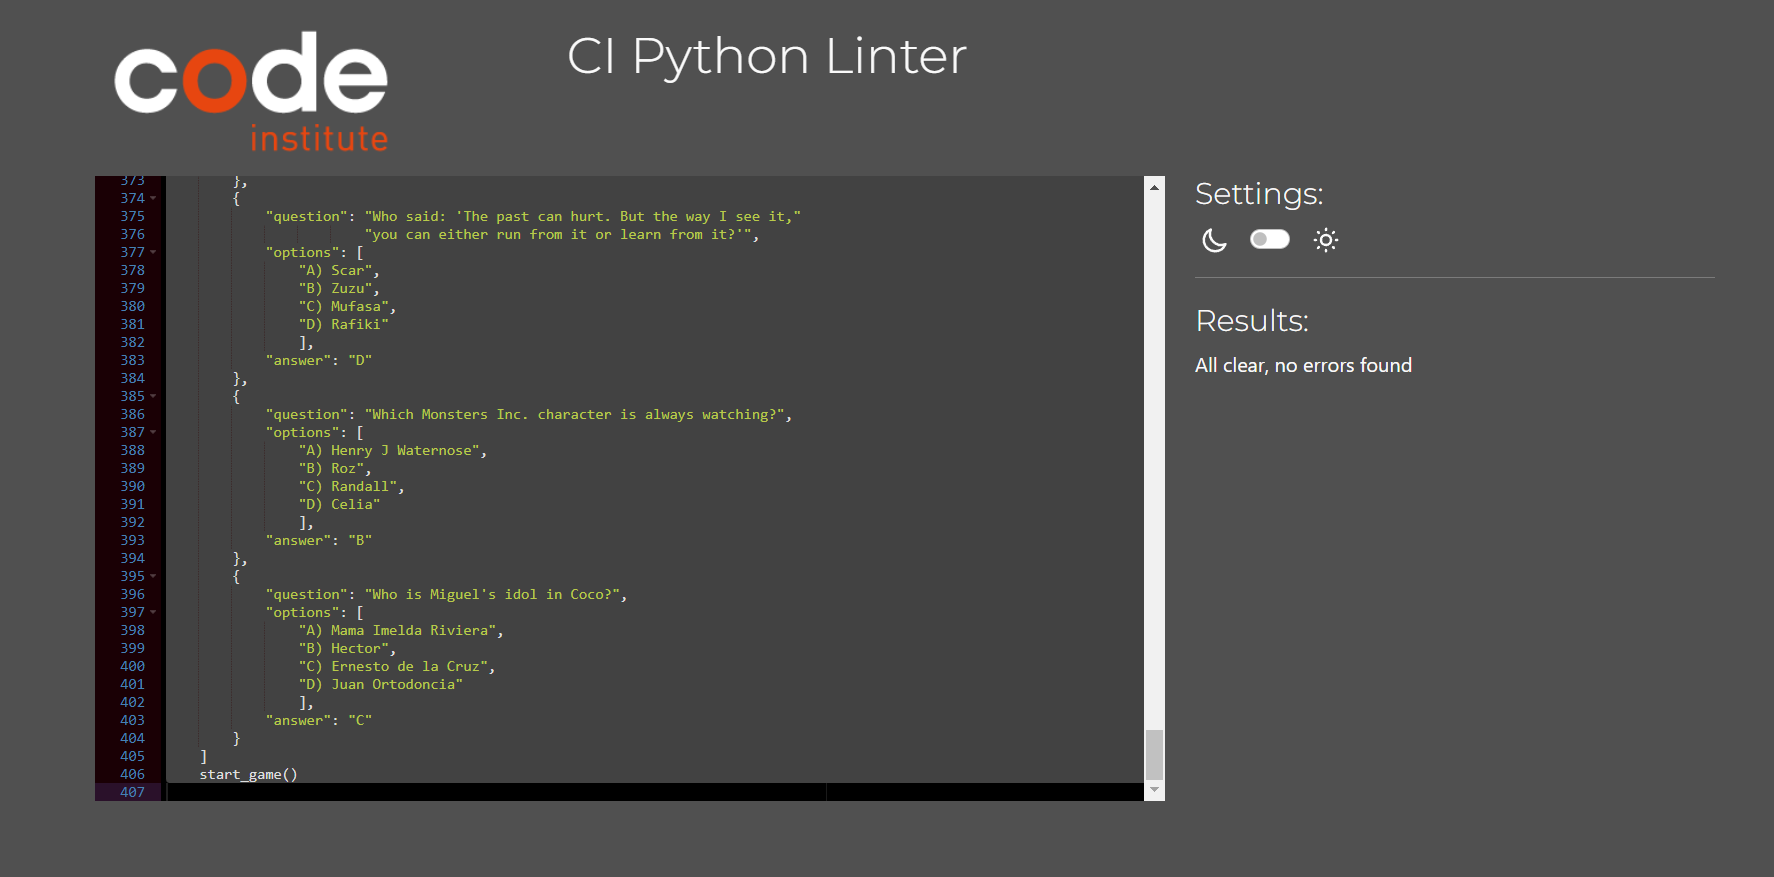 code
institute
CI Python Linter
373 },
374 {
375 "question": "Who said: 'The past can hurt. But the way I see it,"
376 "you can either run from it or learn from it?'",
377 "options": [
378 "A) Scar",
379 "B) Zuzu",
380 "C) Mufasa",
381 "D) Rafiki"
382 ],
383 "answer": "D"
384 },
385 {
386 "question": "Which Monsters Inc. character is always watching?",
387 "options": [
388 "A) Henry J Waternose",
389 "B) Roz",
390 "C) Randall",
391 "D) Celia"
392 ],
393 "answer": "B"
394 },
395 {
396 "question": "Who is Miguel's idol in Coco?",
397 "options": [
398 "A) Mama Imelda Riviera",
399 "B) Hector",
400 "C) Ernesto de la Cruz",
401 "D) Juan Ortodoncia"
402 ],
403 "answer": "C"
404 }
405 ]
406 start_game()
407
Settings:
Results:
All clear, no errors found